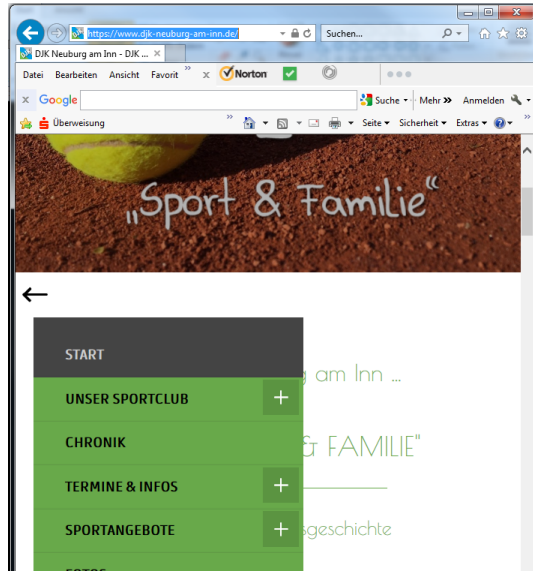 https://www.djk-neuburg-am-inn.de/
Suchen...
DJK Neuburg am Inn - DJK ... ×
Datei Bearbeiten Ansicht Favorit » x Norton
x Google Suche Mehr » Anmelden
Überweisung » Seite Sicherheit Extras »
„Sport & Familie“
START
g am Inn ...
UNSER SPORTCLUB +
CHRONIK
& FAMILIE"
TERMINE & INFOS +
SPORTANGEBOTE +
sgeschichte